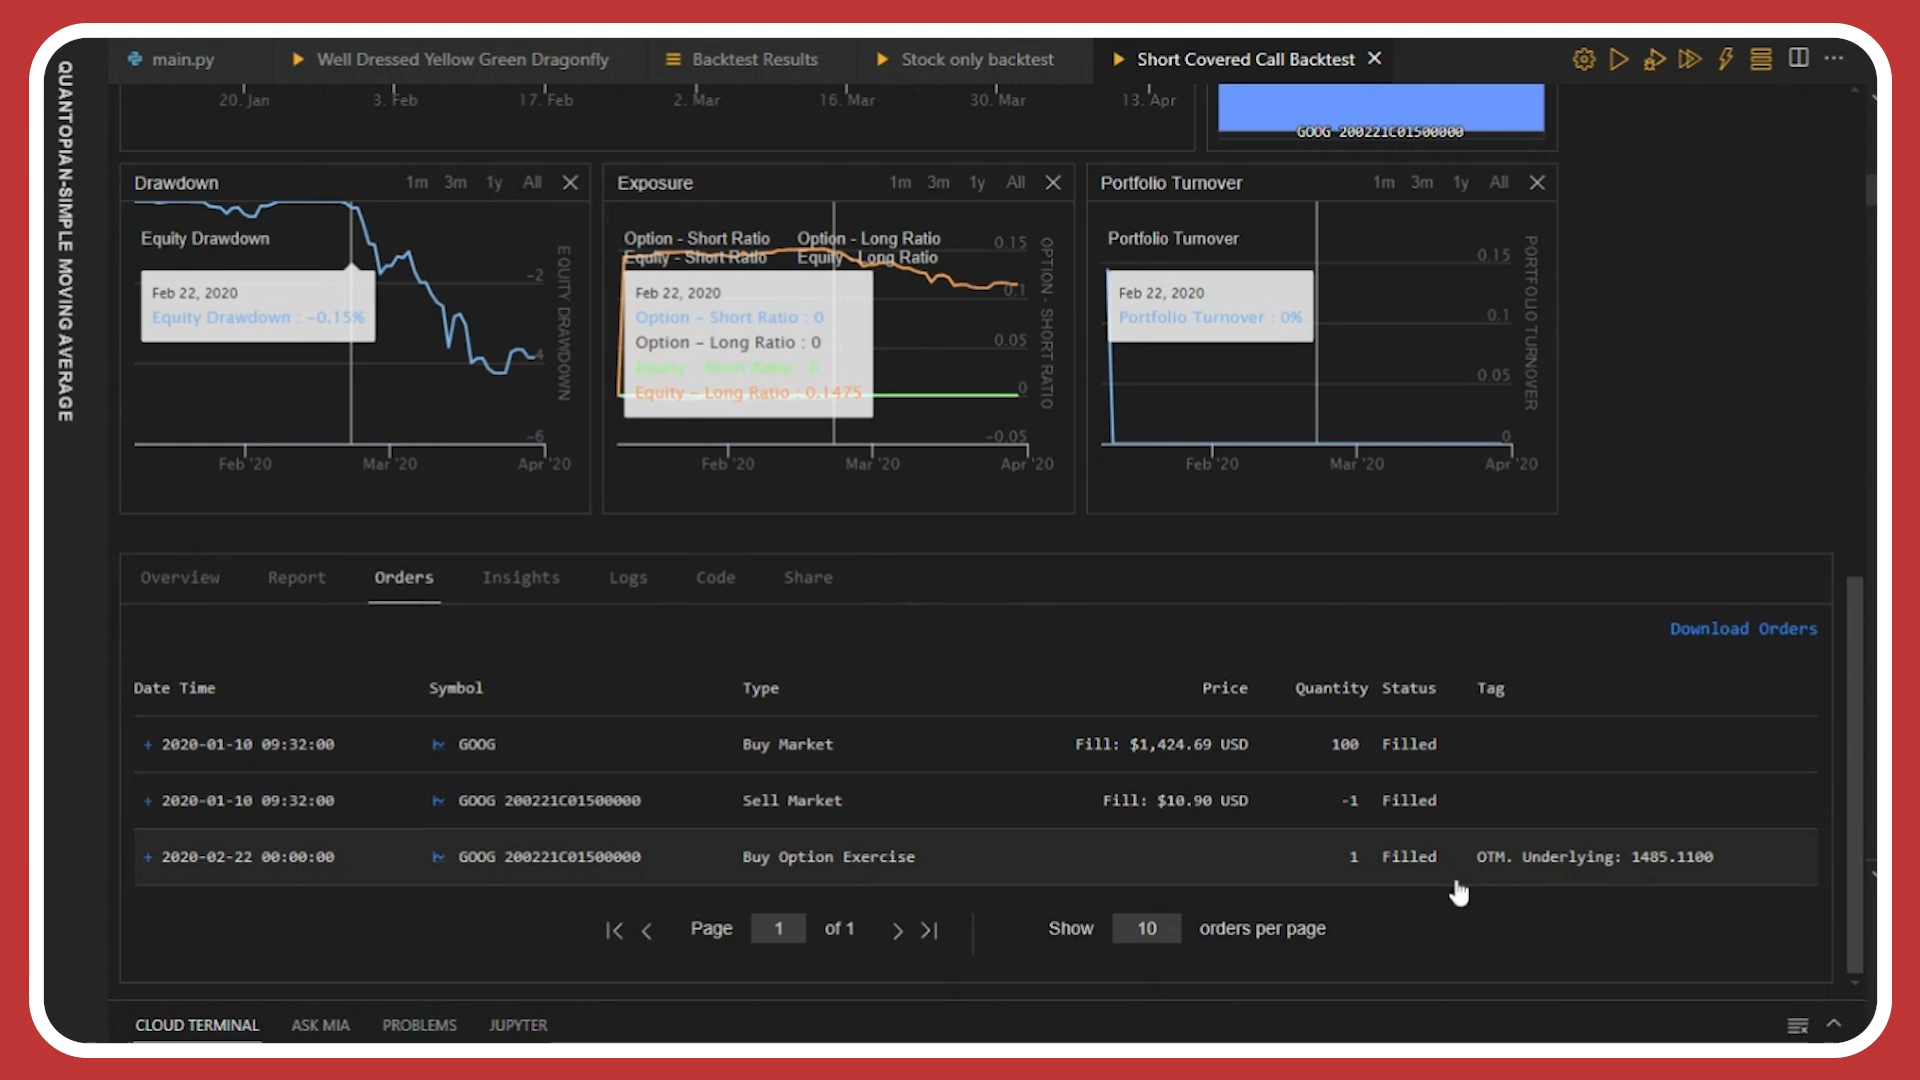 QUANTOPIAN-SIMPLE MOVING AVERAGE
main.py
Well Dressed Yellow Green Dragonfly
Backtest Results
Stock only backtest
Short Covered Call Backtest
20. Jan
3. Feb
17. Feb
2. Mar
16. Mar
30. Mar
13. Apr
GOOG 200221C01500000
Drawdown
1m 3m 1y All
Equity Drawdown
Feb 22, 2020
Equity Drawdown : -0.15%
-2
-4
-6
EQUITY DRAWDOWN
Feb '20
Mar '20
Apr '20
Exposure
1m 3m 1y All
Option - Short Ratio
Option - Long Ratio
Equity - Short Ratio
Equity - Long Ratio
Feb 22, 2020
Option – Short Ratio : 0
Option – Long Ratio : 0
Equity – Short Ratio : 0
Equity – Long Ratio : 0.1475
0.15
0.1
0.05
0
-0.05
OPTION - SHORT RATIO
Feb '20
Mar '20
Apr '20
Portfolio Turnover
1m 3m 1y All
Portfolio Turnover
Feb 22, 2020
Portfolio Turnover : 0%
0.15
0.1
0.05
0
PORTFOLIO TURNOVER
Feb '20
Mar '20
Apr '20
Overview Report Orders Insights Logs Code Share
Download Orders
Date Time Symbol Type Price Quantity Status Tag
+ 2020-01-10 09:32:00 GOOG Buy Market Fill: $1,424.69 USD 100 Filled
+ 2020-01-10 09:32:00 GOOG 200221C01500000 Sell Market Fill: $10.90 USD -1 Filled
+ 2020-02-22 00:00:00 GOOG 200221C01500000 Buy Option Exercise 1 Filled OTM. Underlying: 1485.1100
Page 1 of 1 Show 10 orders per page
CLOUD TERMINAL ASK MIA PROBLEMS JUPYTER